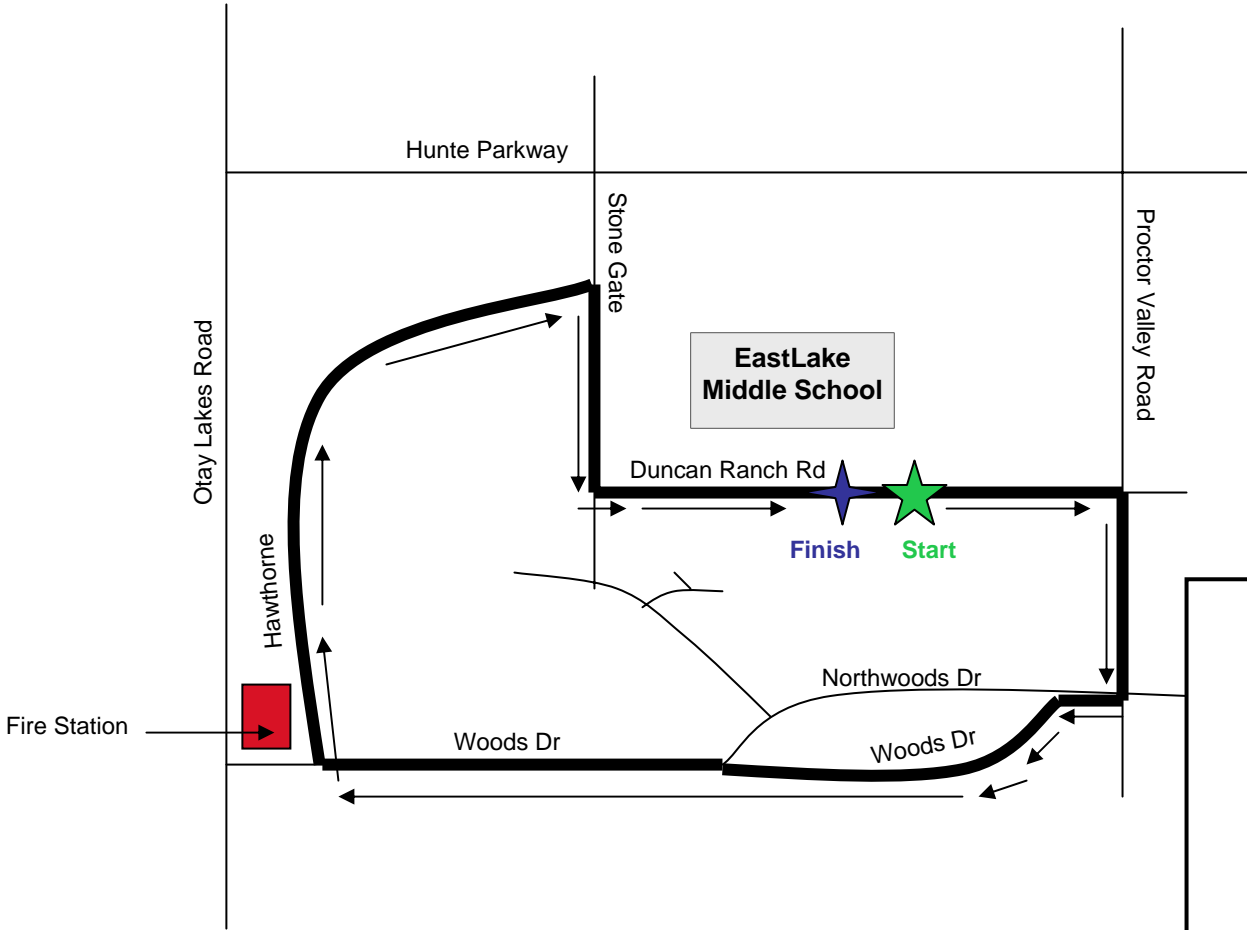 Hunte Parkway
Stone Gate
Proctor Valley Road
Otay Lakes Road
EastLake
Middle School
Duncan Ranch Rd
Finish
Start
Hawthorne
Northwoods Dr
Fire Station
Woods Dr
Woods Dr